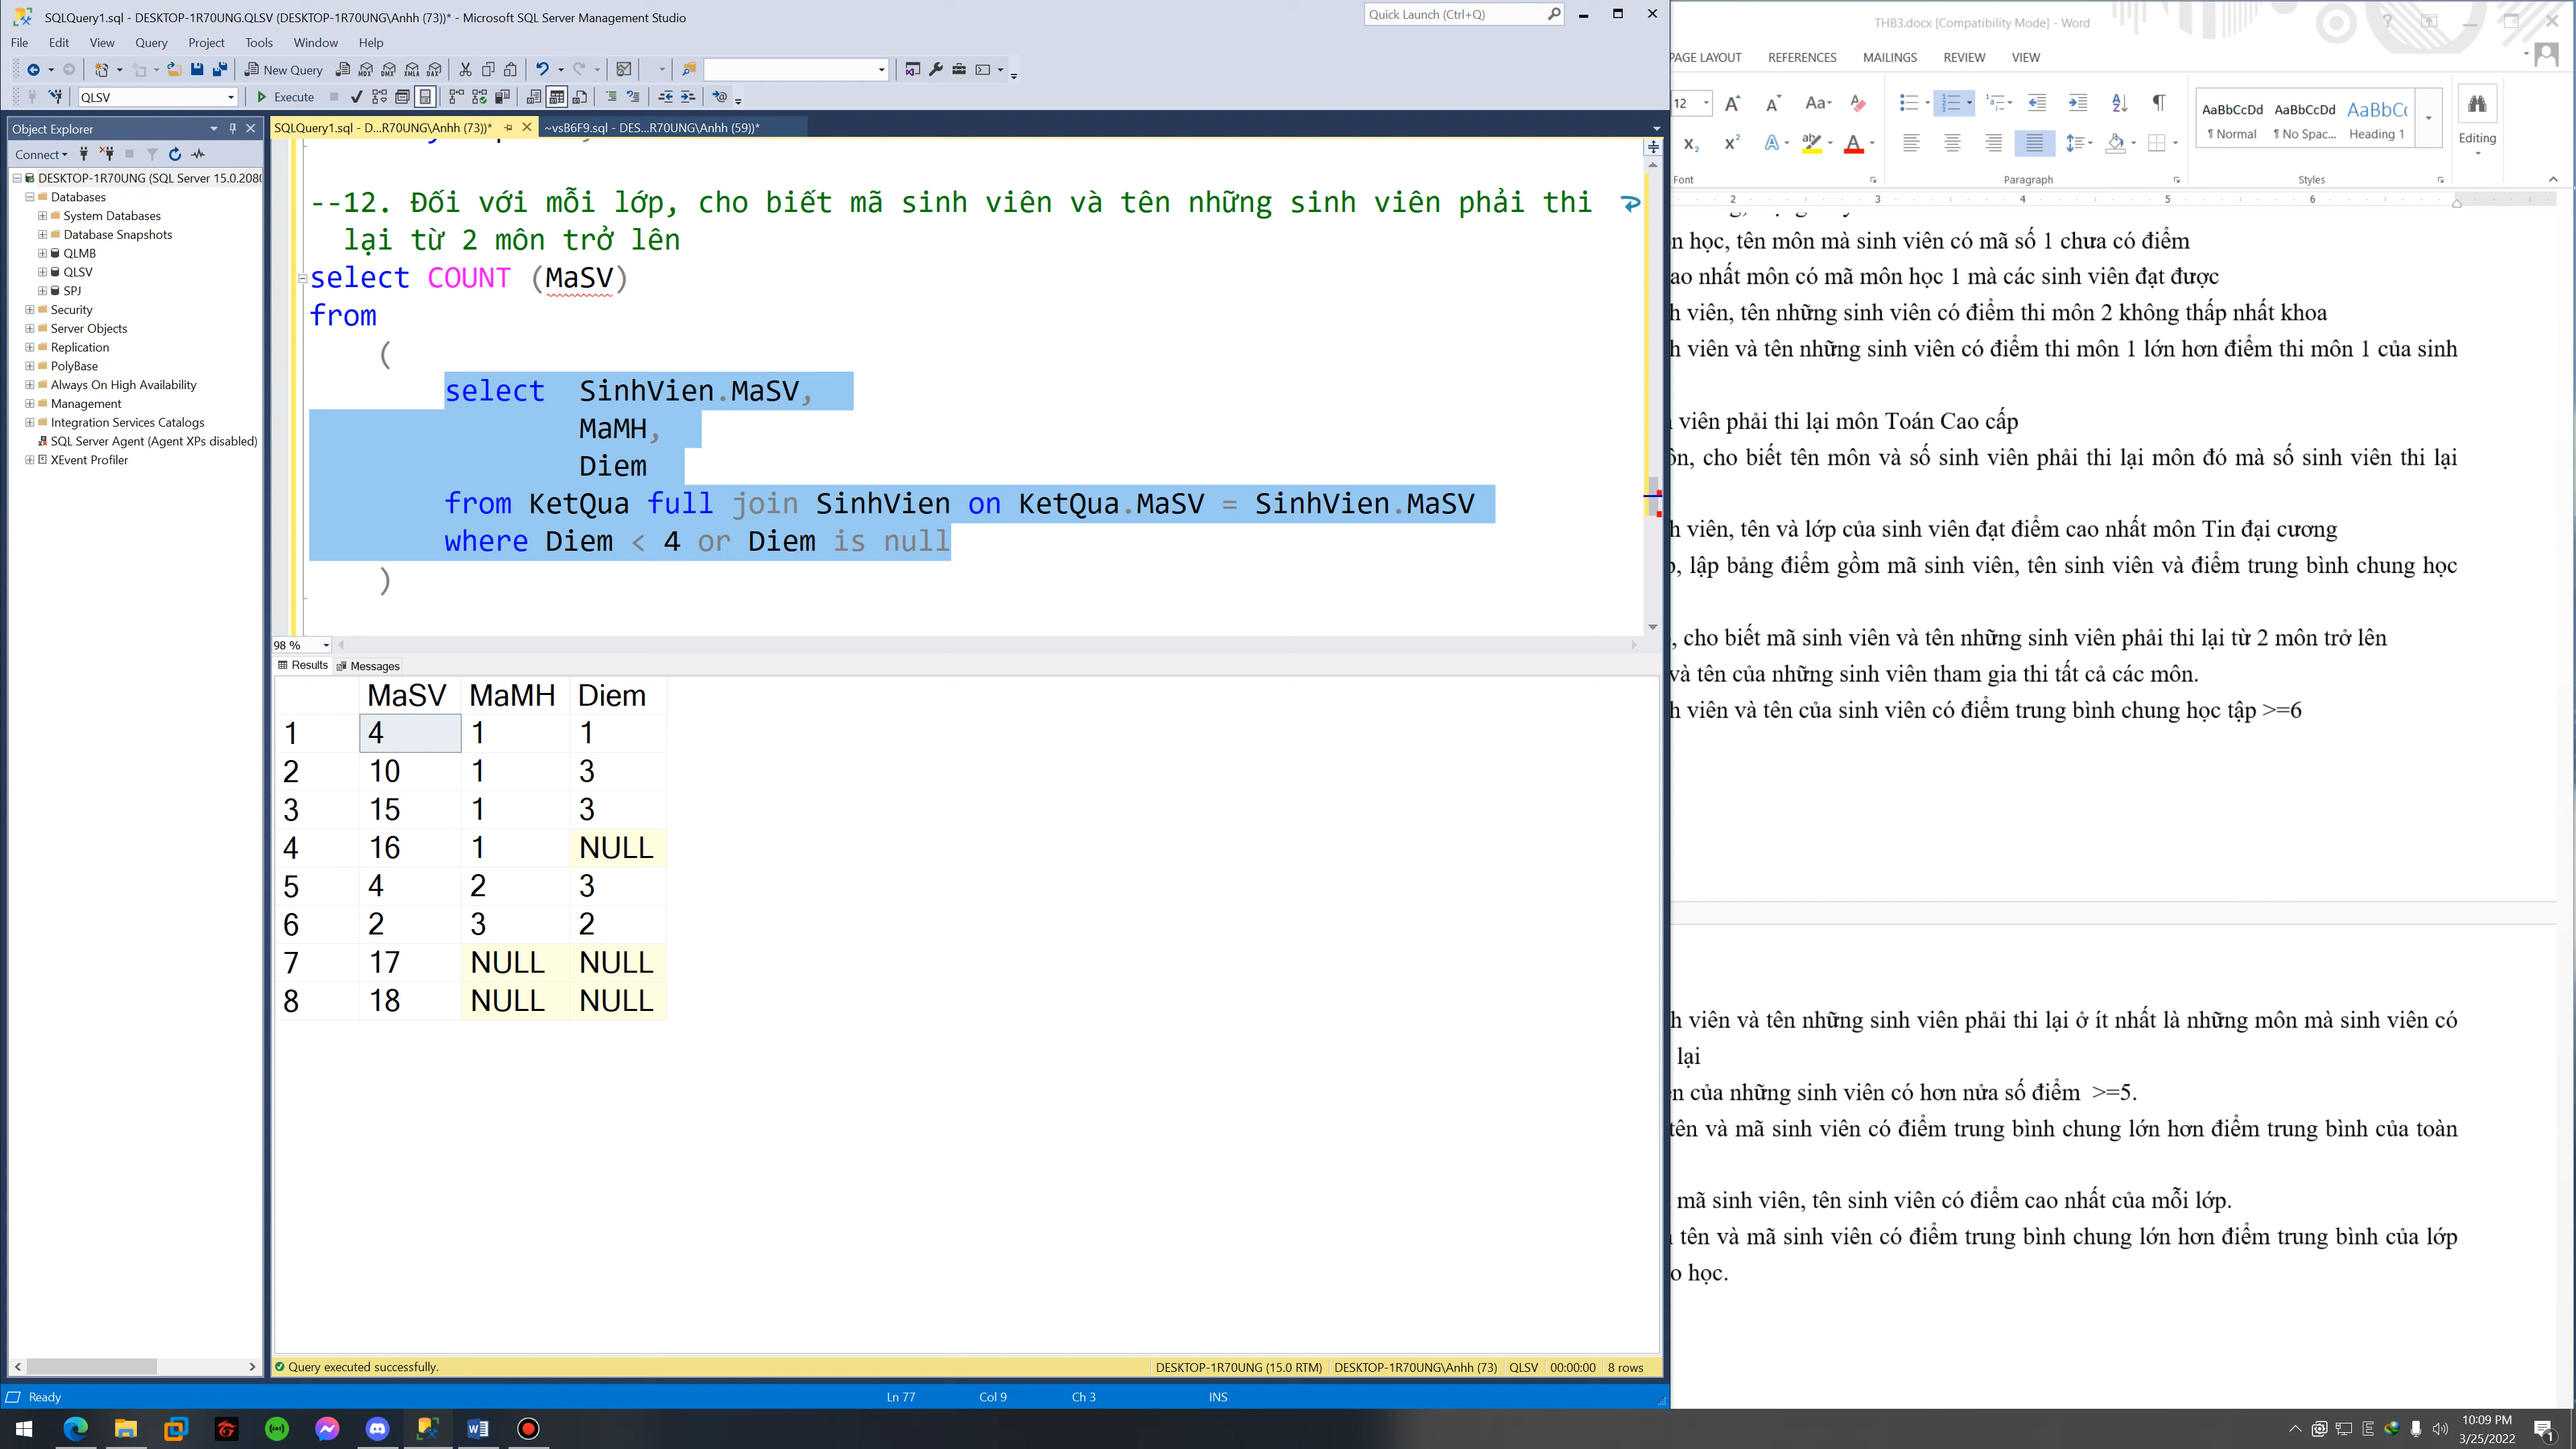 SQLQuery1.sql - DESKTOP-1R70UNG.QLSV (DESKTOP-1R70UNG\Anhh (73))* - Microsoft SQL Server Management Studio
Quick Launch (Ctrl+Q)
File Edit View Query Project Tools Window Help
New Query
MDX DMX XMLA DAX
QLSV
Execute
Object Explorer
Connect
DESKTOP-1R70UNG (SQL Server 15.0.2080
Databases
System Databases
Database Snapshots
QLMB
QLSV
SPJ
Security
Server Objects
Replication
PolyBase
Always On High Availability
Management
Integration Services Catalogs
SQL Server Agent (Agent XPs disabled)
XEvent Profiler
SQLQuery1.sql - D...R70UNG\Anhh (73))*
~vsB6F9.sql - DES...R70UNG\Anhh (59))*
--12. Đối với mỗi lớp, cho biết mã sinh viên và tên những sinh viên phải thi
lại từ 2 môn trở lên
select COUNT (MaSV)
from
(
select SinhVien.MaSV,
MaMH,
Diem
from KetQua full join SinhVien on KetQua.MaSV = SinhVien.MaSV
where Diem < 4 or Diem is null
)
98 %
Results Messages
MaSV MaMH Diem
1 4 1 1
2 10 1 3
3 15 1 3
4 16 1 NULL
5 4 2 3
6 2 3 2
7 17 NULL NULL
8 18 NULL NULL
Query executed successfully.
DESKTOP-1R70UNG (15.0 RTM) DESKTOP-1R70UNG\Anhh (73) QLSV 00:00:00 8 rows
Ready
Ln 77 Col 9 Ch 3 INS
THB3.docx [Compatibility Mode] - Word
PAGE LAYOUT REFERENCES MAILINGS REVIEW VIEW
12
AaBbCcDd AaBbCcDd AaBbC
¶ Normal ¶ No Spac... Heading 1
Editing
Font Paragraph Styles
2 3 4 5 6
n học, tên môn mà sinh viên có mã số 1 chưa có điểm
ao nhất môn có mã môn học 1 mà các sinh viên đạt được
h viên, tên những sinh viên có điểm thi môn 2 không thấp nhất khoa
h viên và tên những sinh viên có điểm thi môn 1 lớn hơn điểm thi môn 1 của sinh
viên phải thi lại môn Toán Cao cấp
ôn, cho biết tên môn và số sinh viên phải thi lại môn đó mà số sinh viên thi lại
h viên, tên và lớp của sinh viên đạt điểm cao nhất môn Tin đại cương
, lập bảng điểm gồm mã sinh viên, tên sinh viên và điểm trung bình chung học
, cho biết mã sinh viên và tên những sinh viên phải thi lại từ 2 môn trở lên
và tên của những sinh viên tham gia thi tất cả các môn.
h viên và tên của sinh viên có điểm trung bình chung học tập >=6
h viên và tên những sinh viên phải thi lại ở ít nhất là những môn mà sinh viên có
lại
ên của những sinh viên có hơn nửa số điểm >=5.
tên và mã sinh viên có điểm trung bình chung lớn hơn điểm trung bình của toàn
mã sinh viên, tên sinh viên có điểm cao nhất của mỗi lớp.
tên và mã sinh viên có điểm trung bình chung lớn hơn điểm trung bình của lớp
o học.
10:09 PM
3/25/2022
1